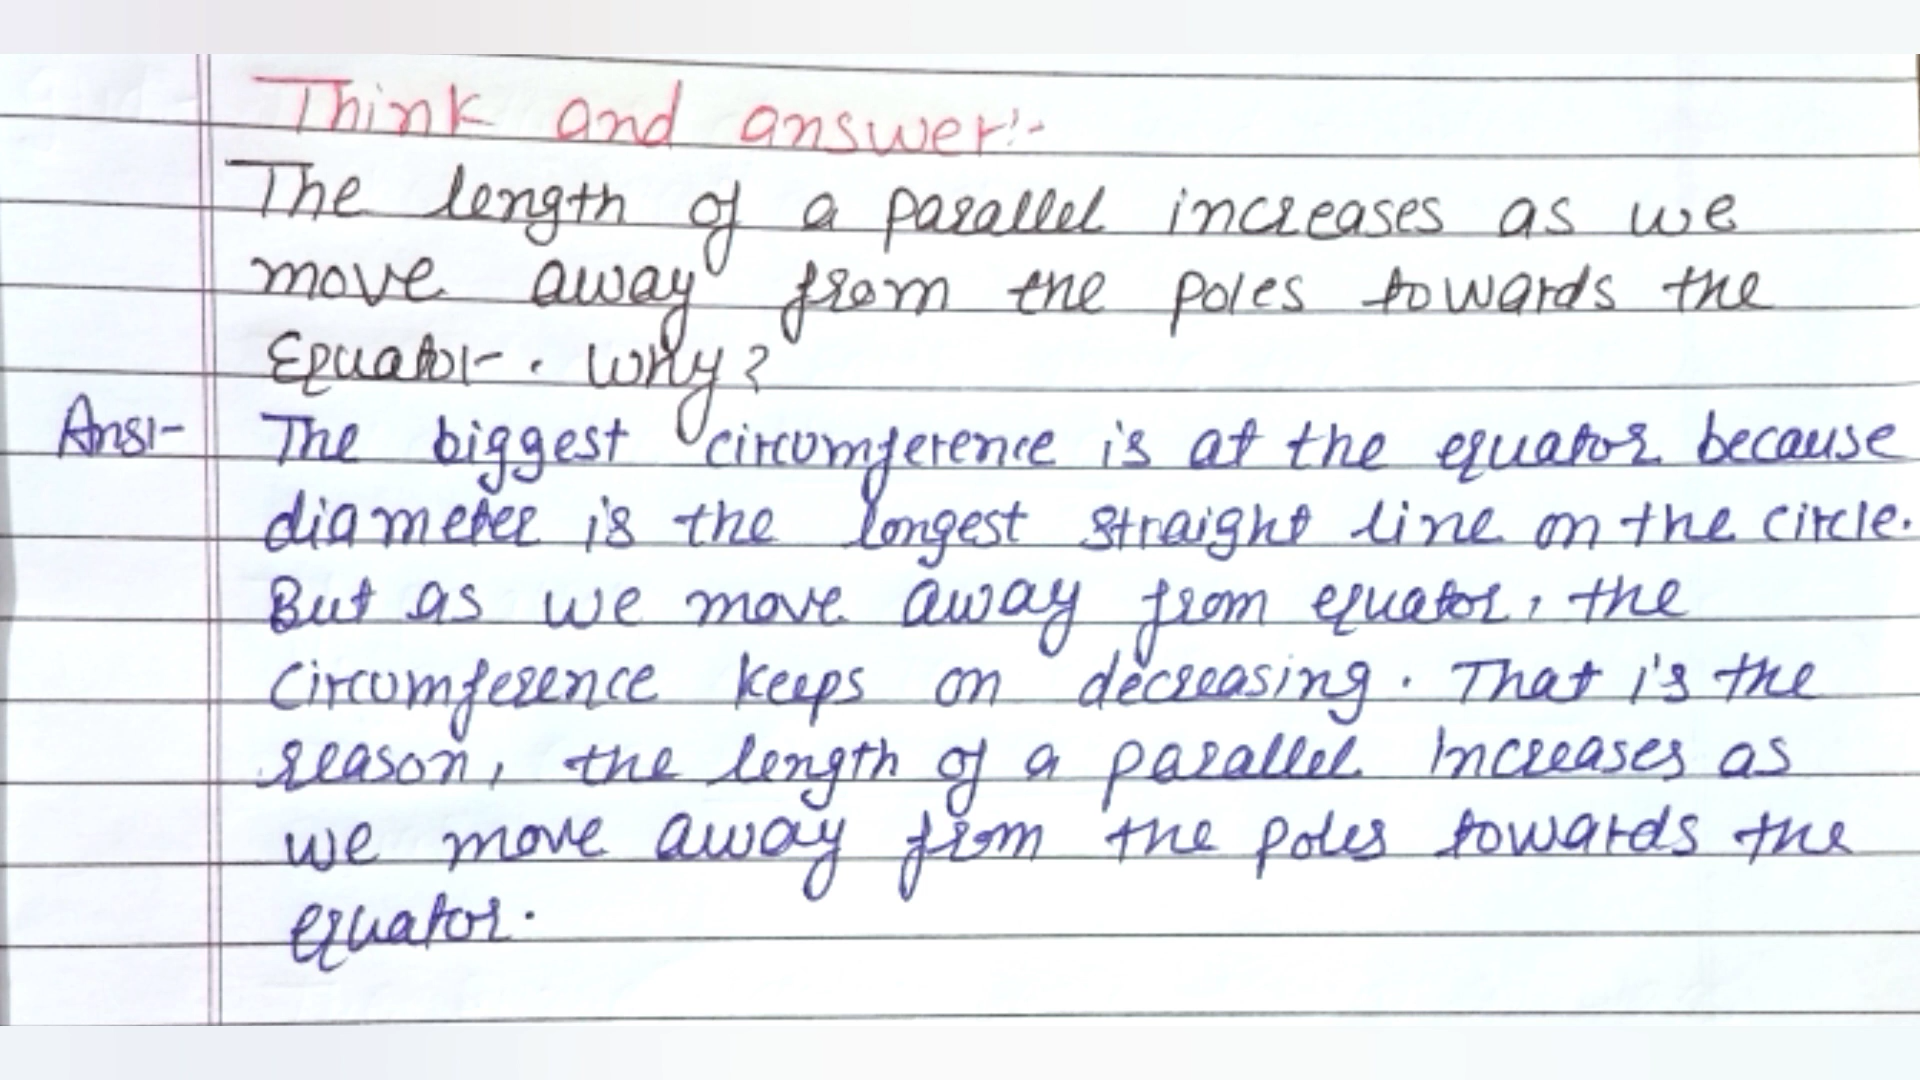 Think and answer:-
The length of a parallel increases as we
move away from the poles towards the
Equator. Why?
Ans:- The biggest circumference is at the equator because
diameter is the longest straight line on the circle.
But as we move away from equator, the
circumference keeps on decreasing. That is the
reason, the length of a parallel increases as
we move away from the poles towards the
equator.